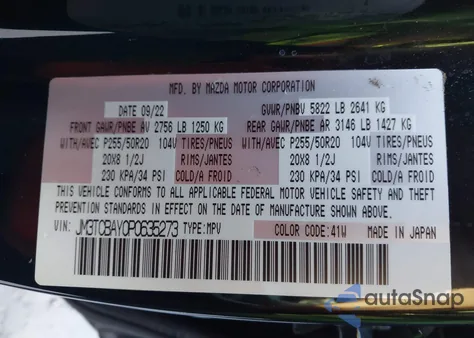 MFD. BY MAZDA MOTOR CORPORATION
DATE 09/22 GVWR/PNBV 5822 LB 2641 KG
FRONT GAWR/PNBE AV 2756 LB 1250 KG REAR GAWR/PNBE AR 3146 LB 1427 KG
WITH/AVEC P255/50R20 104V TIRES/PNEUS WITH/AVEC P255/50R20 104V TIRES/PNEUS
20X8 1/2J RIMS/JANTES 20X8 1/2J RIMS/JANTES
230 KPA/34 PSI COLD/A FROID 230 KPA/34 PSI COLD/A FROID
THIS VEHICLE CONFORMS TO ALL APPLICABLE FEDERAL MOTOR VEHICLE SAFETY AND THEFT
PREVENTION STANDARDS IN EFFECT ON THE DATE OF MANUFACTURE SHOWN ABOVE.
VIN: JM3TCBAY0P0635273 TYPE: MPV COLOR CODE: 41W MADE IN JAPAN
autoSnap